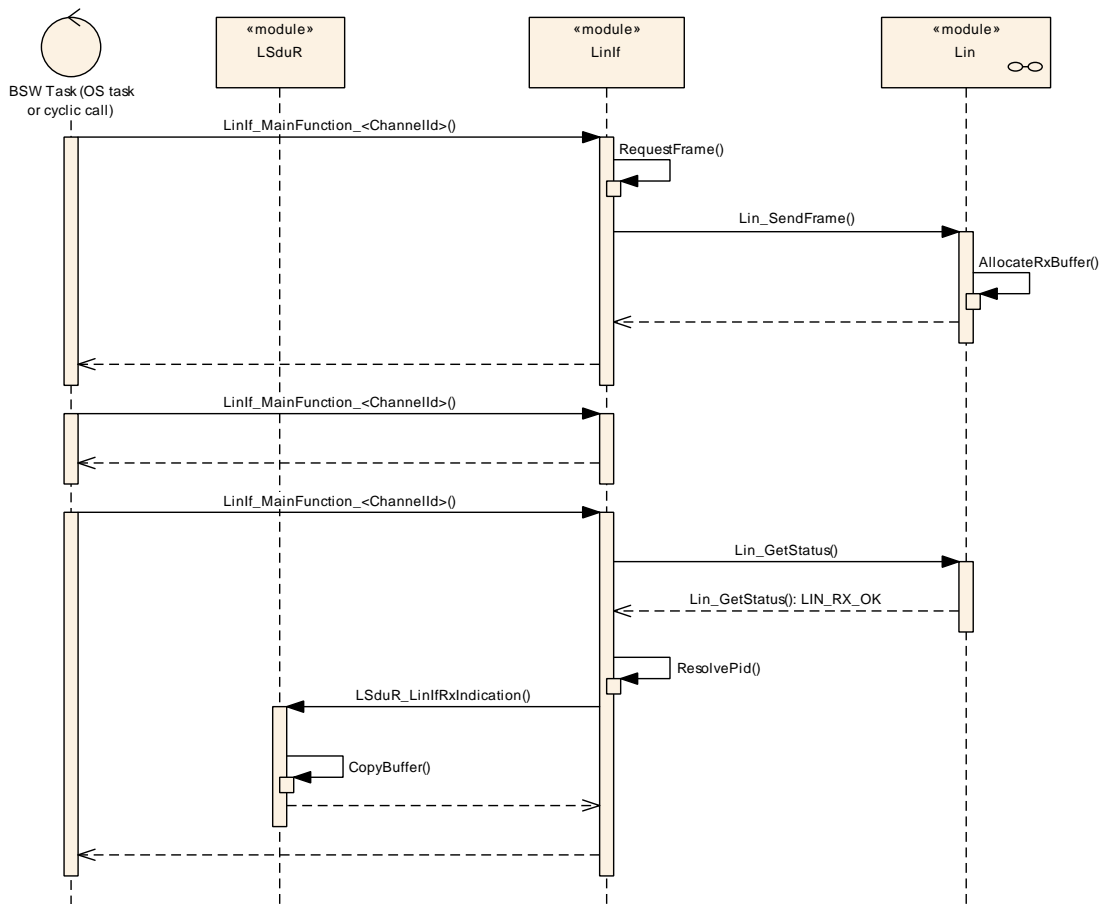 «module»
LSduR
«module»
LinIf
«module»
Lin
BSW Task (OS task
or cyclic call)
LinIf_MainFunction_<ChannelId>()
RequestFrame()
Lin_SendFrame()
AllocateRxBuffer()
LinIf_MainFunction_<ChannelId>()
LinIf_MainFunction_<ChannelId>()
Lin_GetStatus()
Lin_GetStatus(): LIN_RX_OK
ResolvePid()
LSduR_LinIfRxIndication()
CopyBuffer()